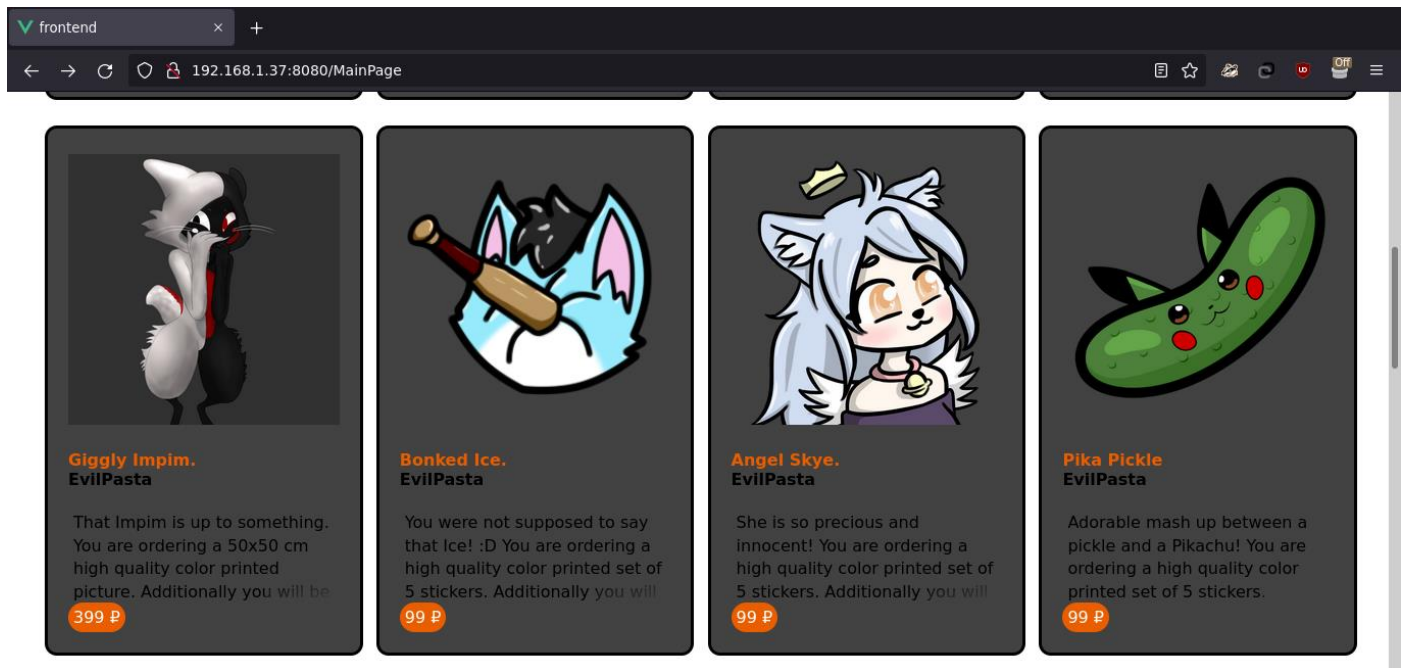 frontend
192.168.1.37:8080/MainPage
Off
Giggly Impim.
EvilPasta
That Impim is up to something.
You are ordering a 50x50 cm
high quality color printed
picture. Additionally you will be
399 ₽
Bonked Ice.
EvilPasta
You were not supposed to say
that Ice! :D You are ordering a
high quality color printed set of
5 stickers. Additionally you will
99 ₽
Angel Skye.
EvilPasta
She is so precious and
innocent! You are ordering a
high quality color printed set of
5 stickers. Additionally you will
99 ₽
Pika Pickle
EvilPasta
Adorable mash up between a
pickle and a Pikachu! You are
ordering a high quality color
printed set of 5 stickers.
99 ₽